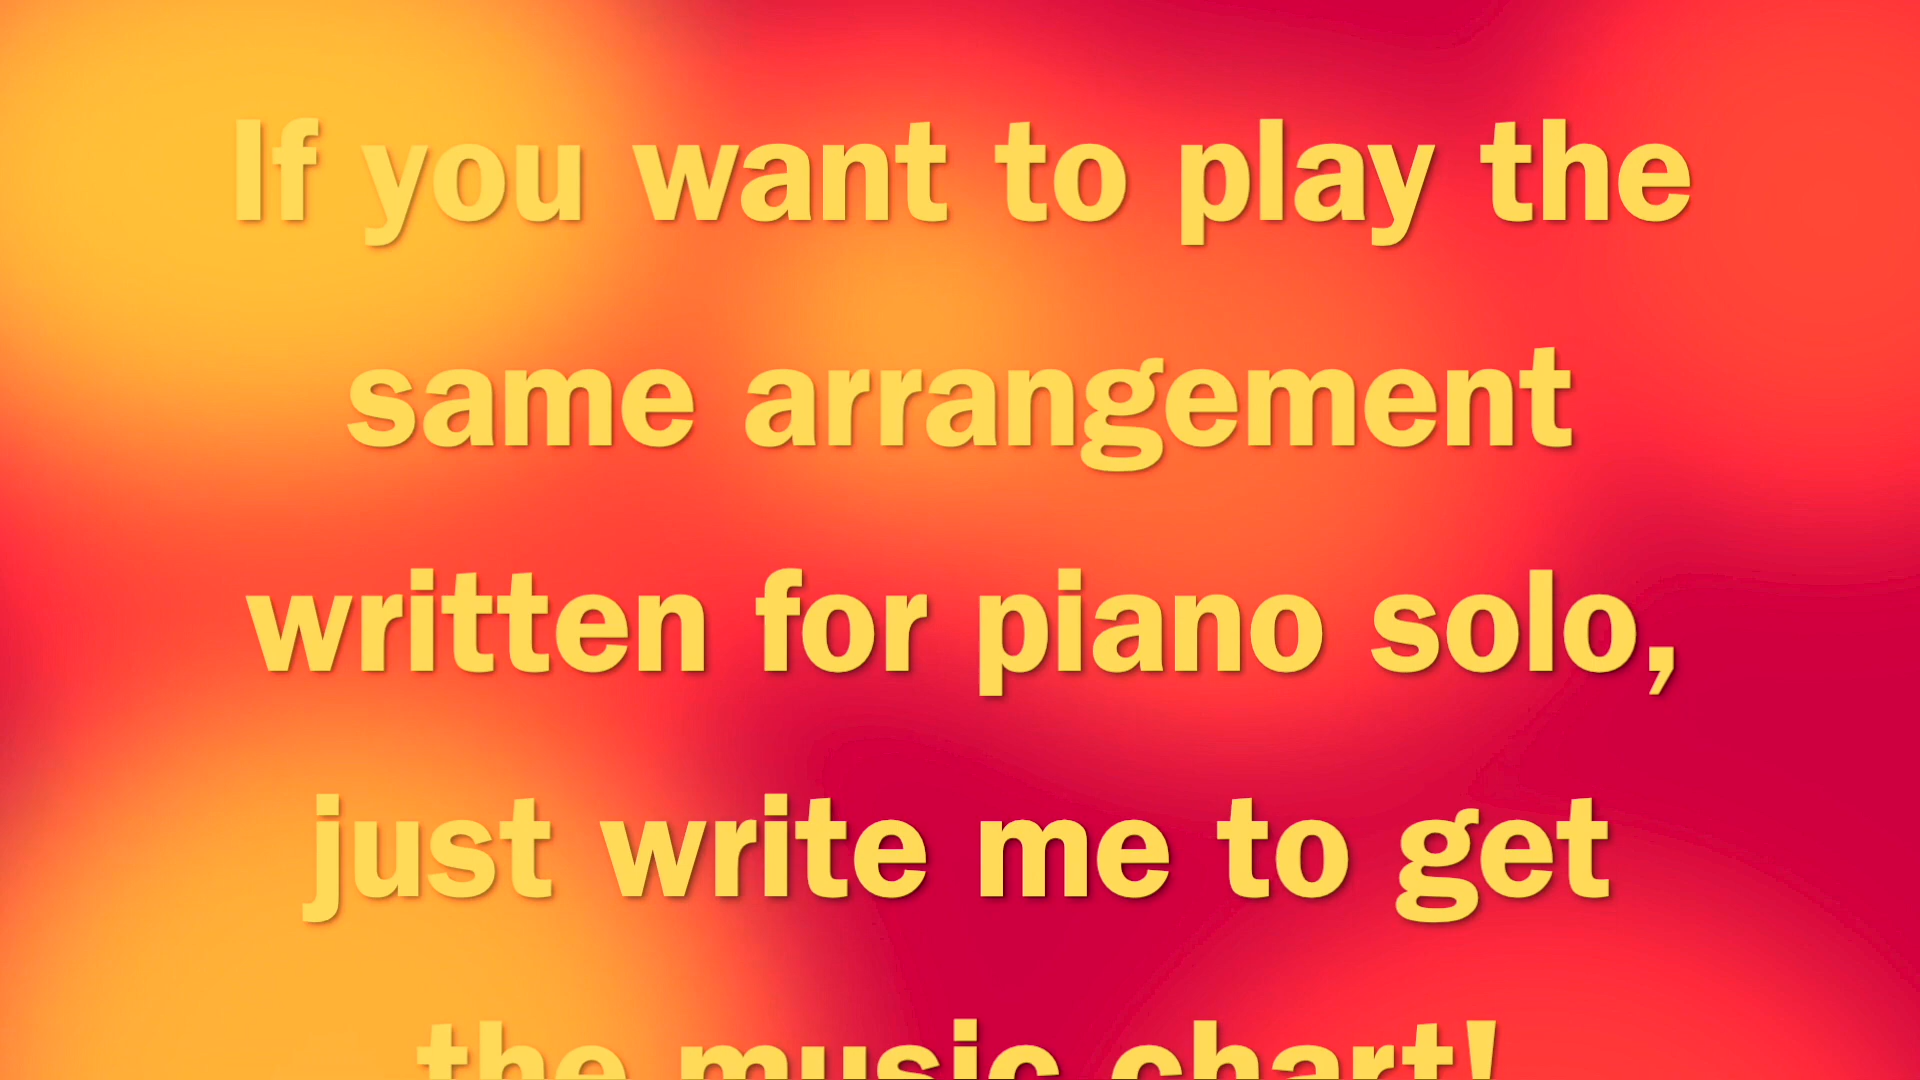 If you want to play the
same arrangement
written for piano solo,
just write me to get
the music chart!